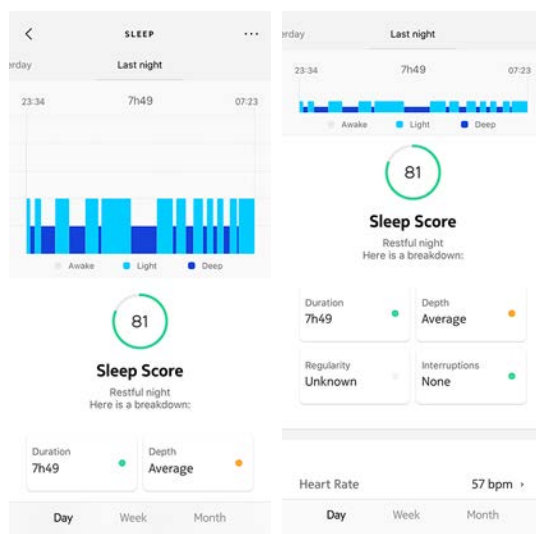 SLEEP
erday Last night
23:34 7h49 07:23
Awake Light Deep
81
Sleep Score
Restful night
Here is a breakdown:
Duration Depth
7h49 Average
Day Week Month
erday Last night
23:34 7h49 07:23
Awake Light Deep
81
Sleep Score
Restful night
Here is a breakdown:
Duration Depth
7h49 Average
Regularity Interruptions
Unknown None
Heart Rate 57 bpm
Day Week Month